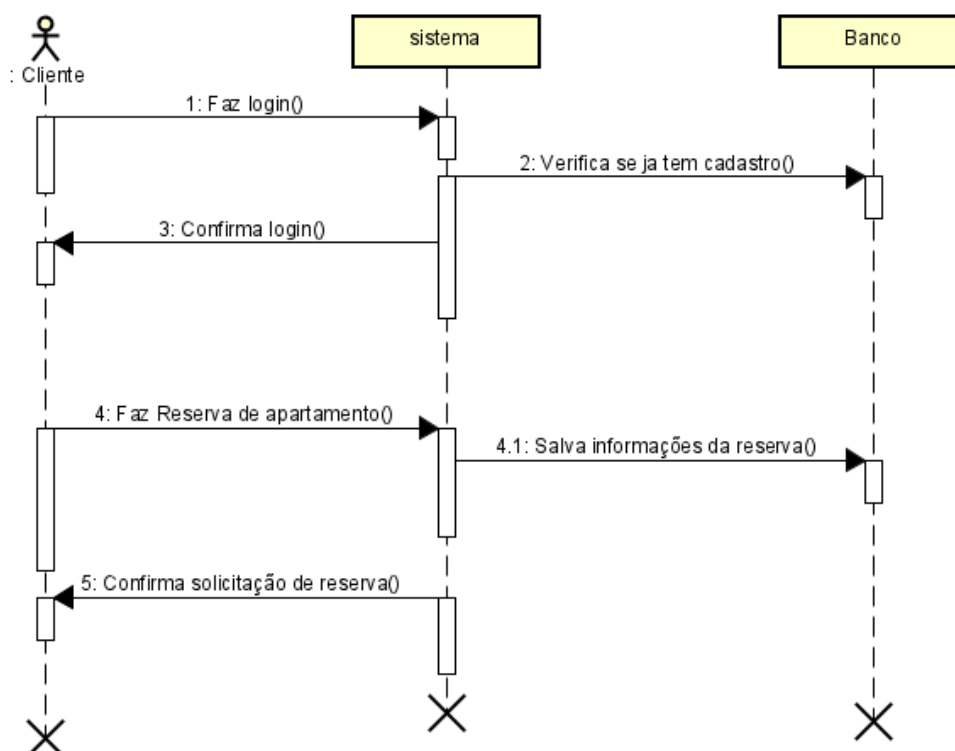 sistema
Banco
: Cliente
1: Faz login()
2: Verifica se ja tem cadastro()
3: Confirma login()
4: Faz Reserva de apartamento()
4.1: Salva informações da reserva()
5: Confirma solicitação de reserva()